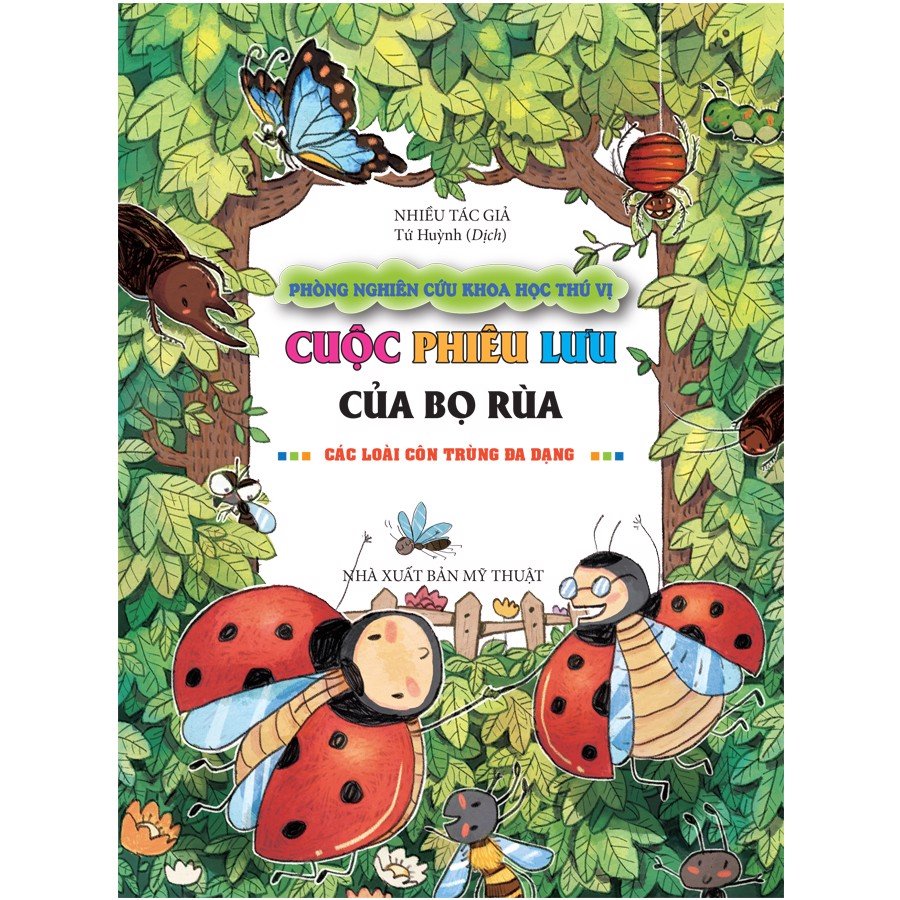 NHIỀU TÁC GIẢ
Tứ Huỳnh (Dịch)
PHÒNG NGHIÊN CỨU KHOA HỌC THÚ VỊ
CUỘC PHIÊU LƯU
CỦA BỌ RÙA
CÁC LOÀI CÔN TRÙNG ĐA DẠNG
NHÀ XUẤT BẢN MỸ THUẬT